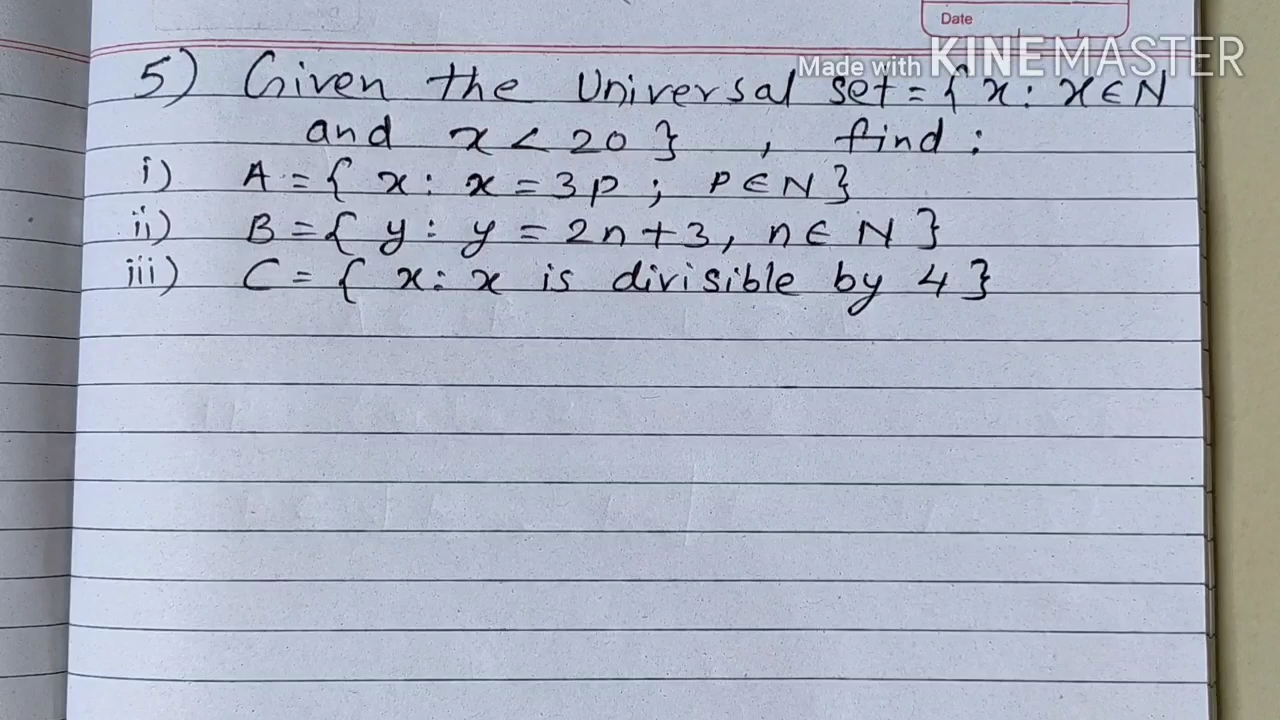 Date
Made with KINEMASTER
5) Given the Universal set = { x : x ∈ N
and x < 20 } , find :
i) A = { x : x = 3p ; P ∈ N }
ii) B = { y : y = 2n + 3, n ∈ N }
iii) C = { x : x is divisible by 4 }